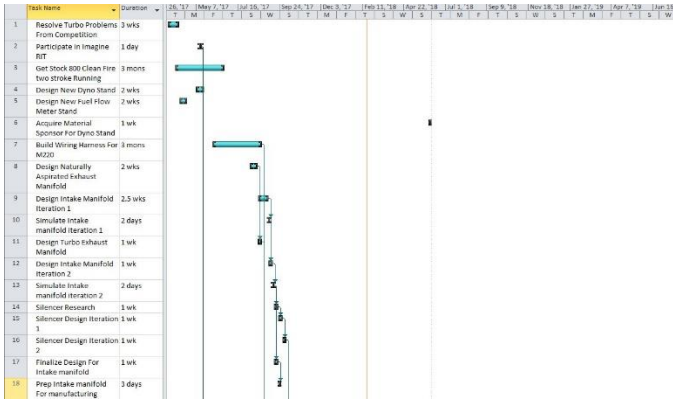 Task Name Duration 26, '17 May 7, '17 Jul 16, '17 Sep 24, '17 Dec 3, '17 Feb 11, '18 Apr 22, '18 Jul 1, '18 Sep 9, '18 Nov 18, '18 Jan 27, '19 Apr 7, '19 Jun 16
T M F T S W S T M F T S W S T M F T S W
1 Resolve Turbo Problems 3 wks
From Competition
2 Participate in Imagine 1 day
RIT
3 Get Stock 800 Clean Fire 3 mons
two stroke Running
4 Design New Dyno Stand 2 wks
5 Design New Fuel Flow 2 wks
Meter Stand
6 Acquire Material 1 wk
Sponsor For Dyno Stand
7 Build Wiring Harness For 3 mons
M220
8 Design Naturally 2 wks
Aspirated Exhaust
Manifold
9 Design Intake Manifold 2.5 wks
Iteration 1
10 Simulate Intake 2 days
manifold iteration 1
11 Design Turbo Exhaust 1 wk
Manifold
12 Design Intake Manifold 1 wk
Iteration 2
13 Simulate Intake 2 days
manifold iteration 2
14 Silencer Research 1 wk
15 Silencer Design Iteration 1 wk
1
16 Silencer Design Iteration 1 wk
2
17 Finalize Design For 1 wk
Intake manifold
18 Prep Intake manifold 3 days
For manufacturing